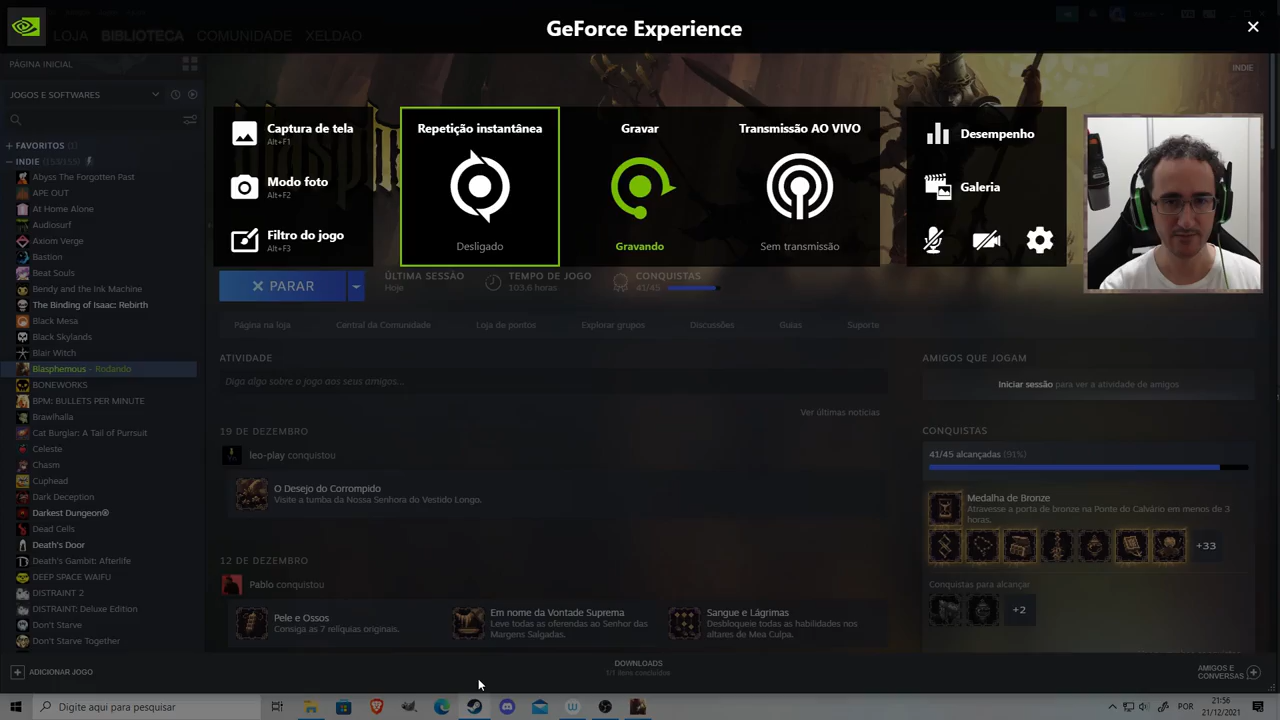 GeForce Experience
LOJA BIBLIOTECA COMUNIDADE XELDAO
PÁGINA INICIAL
INDIE
JOGOS E SOFTWARES
FAVORITOS (1)
INDIE (153/155)
Abyss The Forgotten Past
APE OUT
At Home Alone
Audiosurf
Axiom Verge
Bastion
Beat Souls
Bendy and the Ink Machine
The Binding of Isaac: Rebirth
Black Mesa
Black Skylands
Blair Witch
Blasphemous - Rodando
BONEWORKS
BPM: BULLETS PER MINUTE
Brawlhalla
Cat Burglar: A Tail of Purrsuit
Celeste
Chasm
Cuphead
Dark Deception
Darkest Dungeon®
Dead Cells
Death's Door
Death's Gambit: Afterlife
DEEP SPACE WAIFU
DISTRAINT 2
DISTRAINT: Deluxe Edition
Don't Starve
Don't Starve Together
ADICIONAR JOGO
Captura de tela
Alt+F1
Modo foto
Alt+F2
Filtro do jogo
Alt+F3
Repetição instantânea
Desligado
Gravar
Gravando
Transmissão AO VIVO
Sem transmissão
Desempenho
Galeria
PARAR
ÚLTIMA SESSÃO
Hoje
TEMPO DE JOGO
103.6 horas
CONQUISTAS
41/45
Página na loja Central da Comunidade Loja de pontos Explorar grupos Discussões Guias Suporte
ATIVIDADE
Diga algo sobre o jogo aos seus amigos...
Ver últimas notícias
19 DE DEZEMBRO
leo-play conquistou
O Desejo do Corrompido
Visite a tumba da Nossa Senhora do Vestido Longo.
12 DE DEZEMBRO
Pablo conquistou
Pele e Ossos
Consiga as 7 relíquias originais.
Em nome da Vontade Suprema
Leve todas as oferendas ao Senhor das
Margens Salgadas.
Sangue e Lágrimas
Desbloqueie todas as habilidades nos
altares de Mea Culpa.
AMIGOS QUE JOGAM
Iniciar sessão para ver a atividade de amigos
CONQUISTAS
41/45 alcançadas (91%)
Medalha de Bronze
Atravesse a porta de bronze na Ponte do Calvário em menos de 3
horas.
+33
Conquistas para alcançar
+2
DOWNLOADS
1/1 itens concluídos
AMIGOS E
CONVERSAS
Digite aqui para pesquisar
POR
21:56
21/12/2021